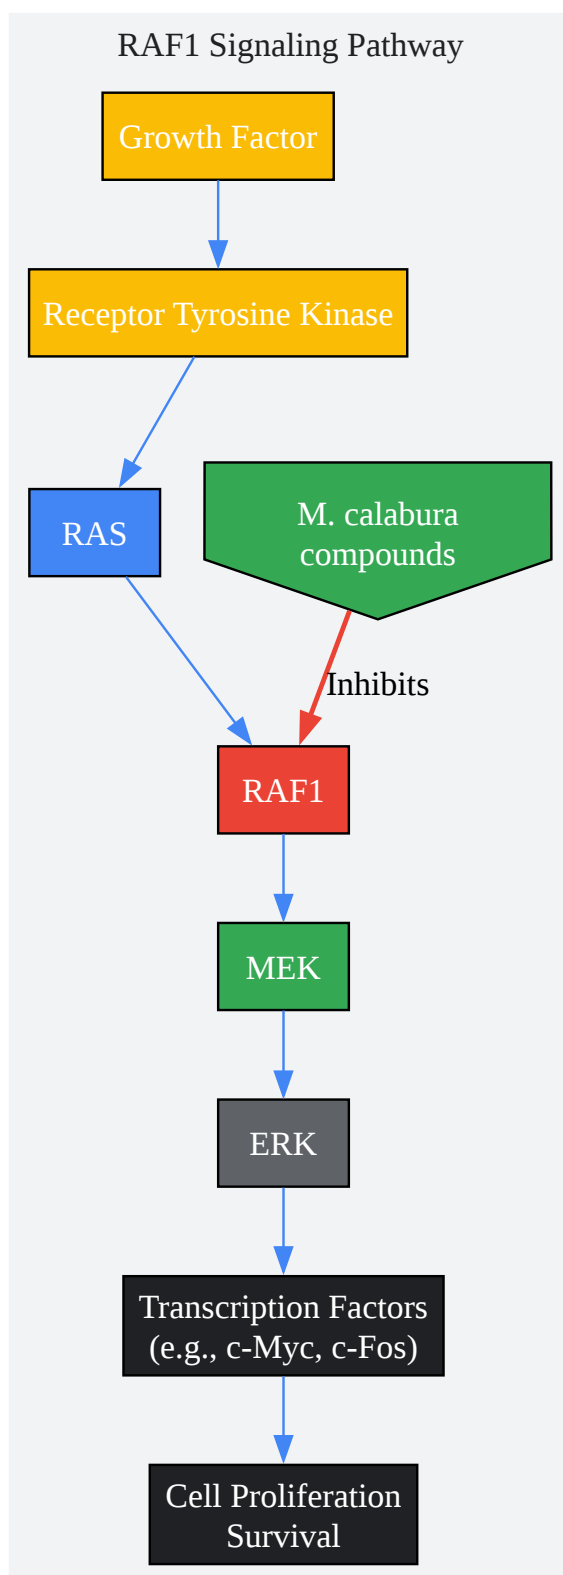 RAF1 Signaling Pathway
Growth Factor
Receptor Tyrosine Kinase
RAS
M. calabura
compounds
Inhibits
RAF1
MEK
ERK
Transcription Factors
(e.g., c-Myc, c-Fos)
Cell Proliferation
Survival